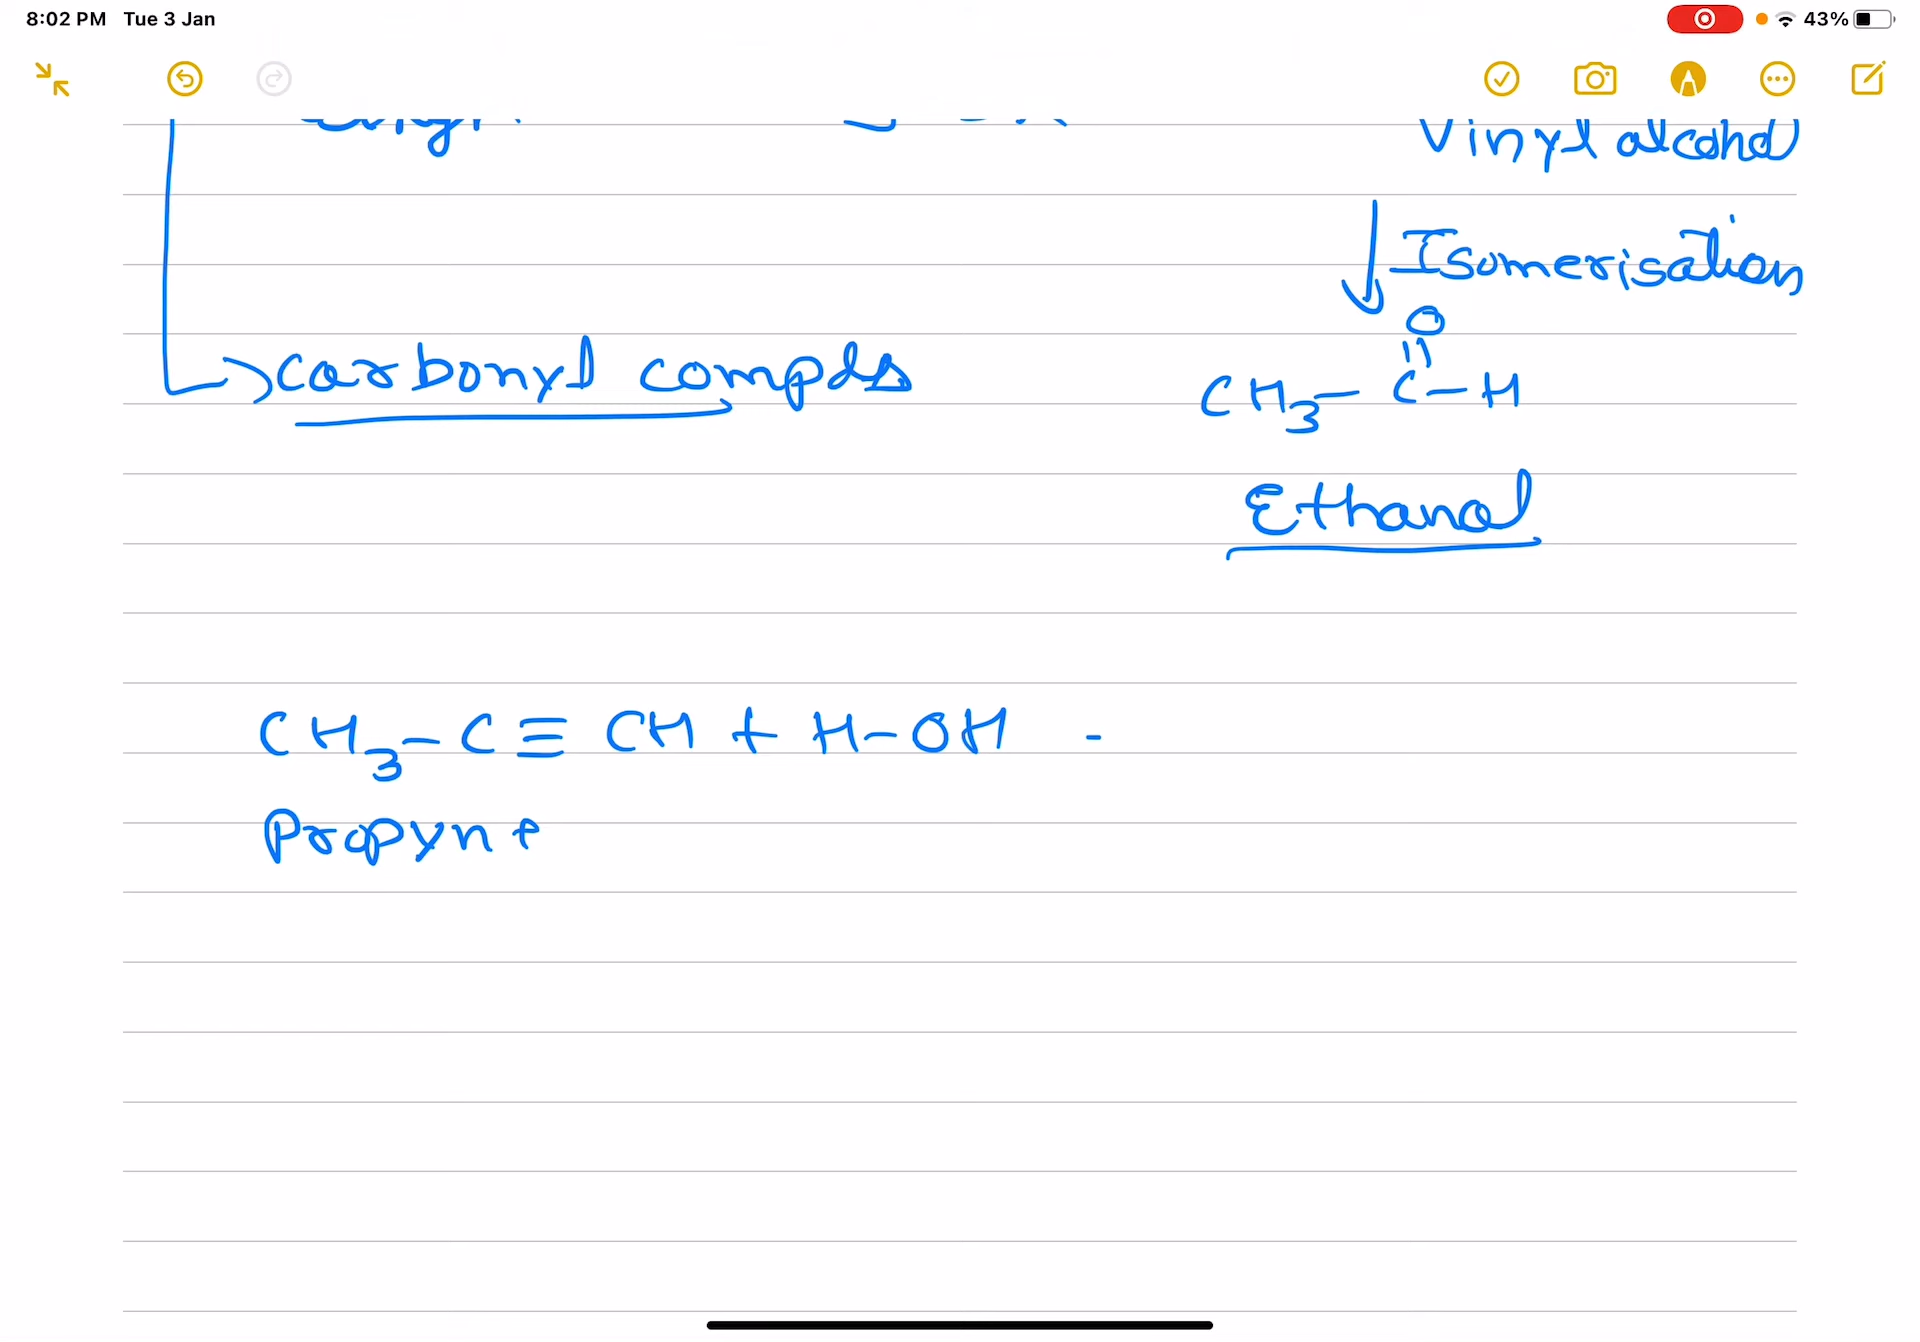 8:02 PM Tue 3 Jan
43%
Vinyl alcohol
Isomerisation
O
carbonyl compds
CH3-C-H
Ethanal
CH3-C≡CH + H-OH -
Propyne